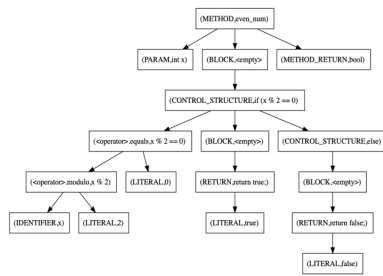 (METHOD,even_num)
(PARAM,int x) (BLOCK,<empty>) (METHOD_RETURN,bool)
(CONTROL_STRUCTURE,if (x % 2 == 0)
(<operator>.equals,x % 2 == 0) (BLOCK,<empty>) (CONTROL_STRUCTURE,else)
(<operator>.modulo,x % 2) (LITERAL,0) (RETURN,return true;) (BLOCK,<empty>)
(IDENTIFIER,x) (LITERAL,2) (LITERAL,true) (RETURN,return false;)
(LITERAL,false)